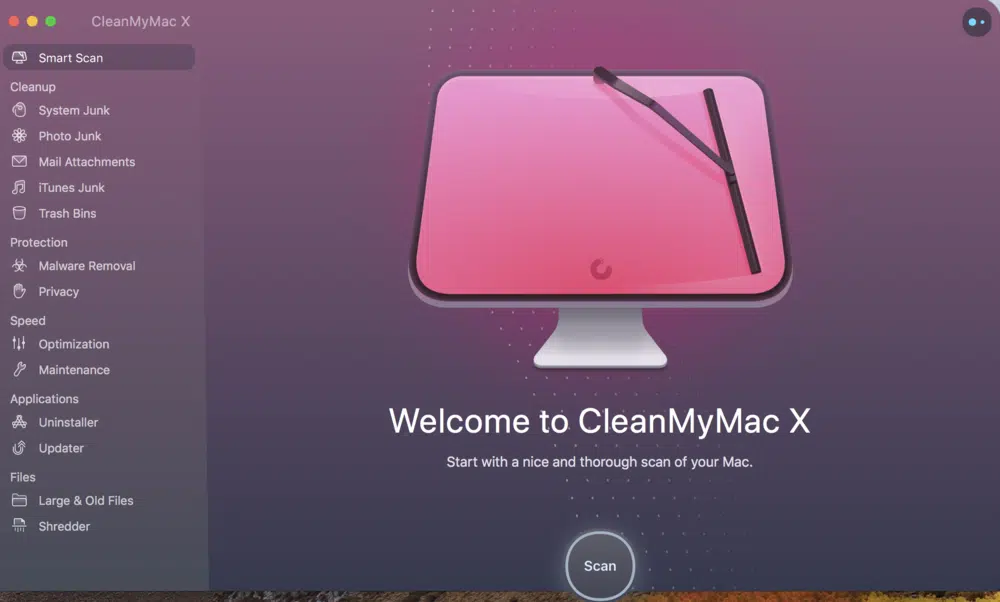 CleanMyMac X
Smart Scan
Cleanup
System Junk
Photo Junk
Mail Attachments
iTunes Junk
Trash Bins
Protection
Malware Removal
Privacy
Speed
Optimization
Maintenance
Applications
Uninstaller
Updater
Files
Large & Old Files
Shredder
Welcome to CleanMyMac X
Start with a nice and thorough scan of your Mac.
Scan